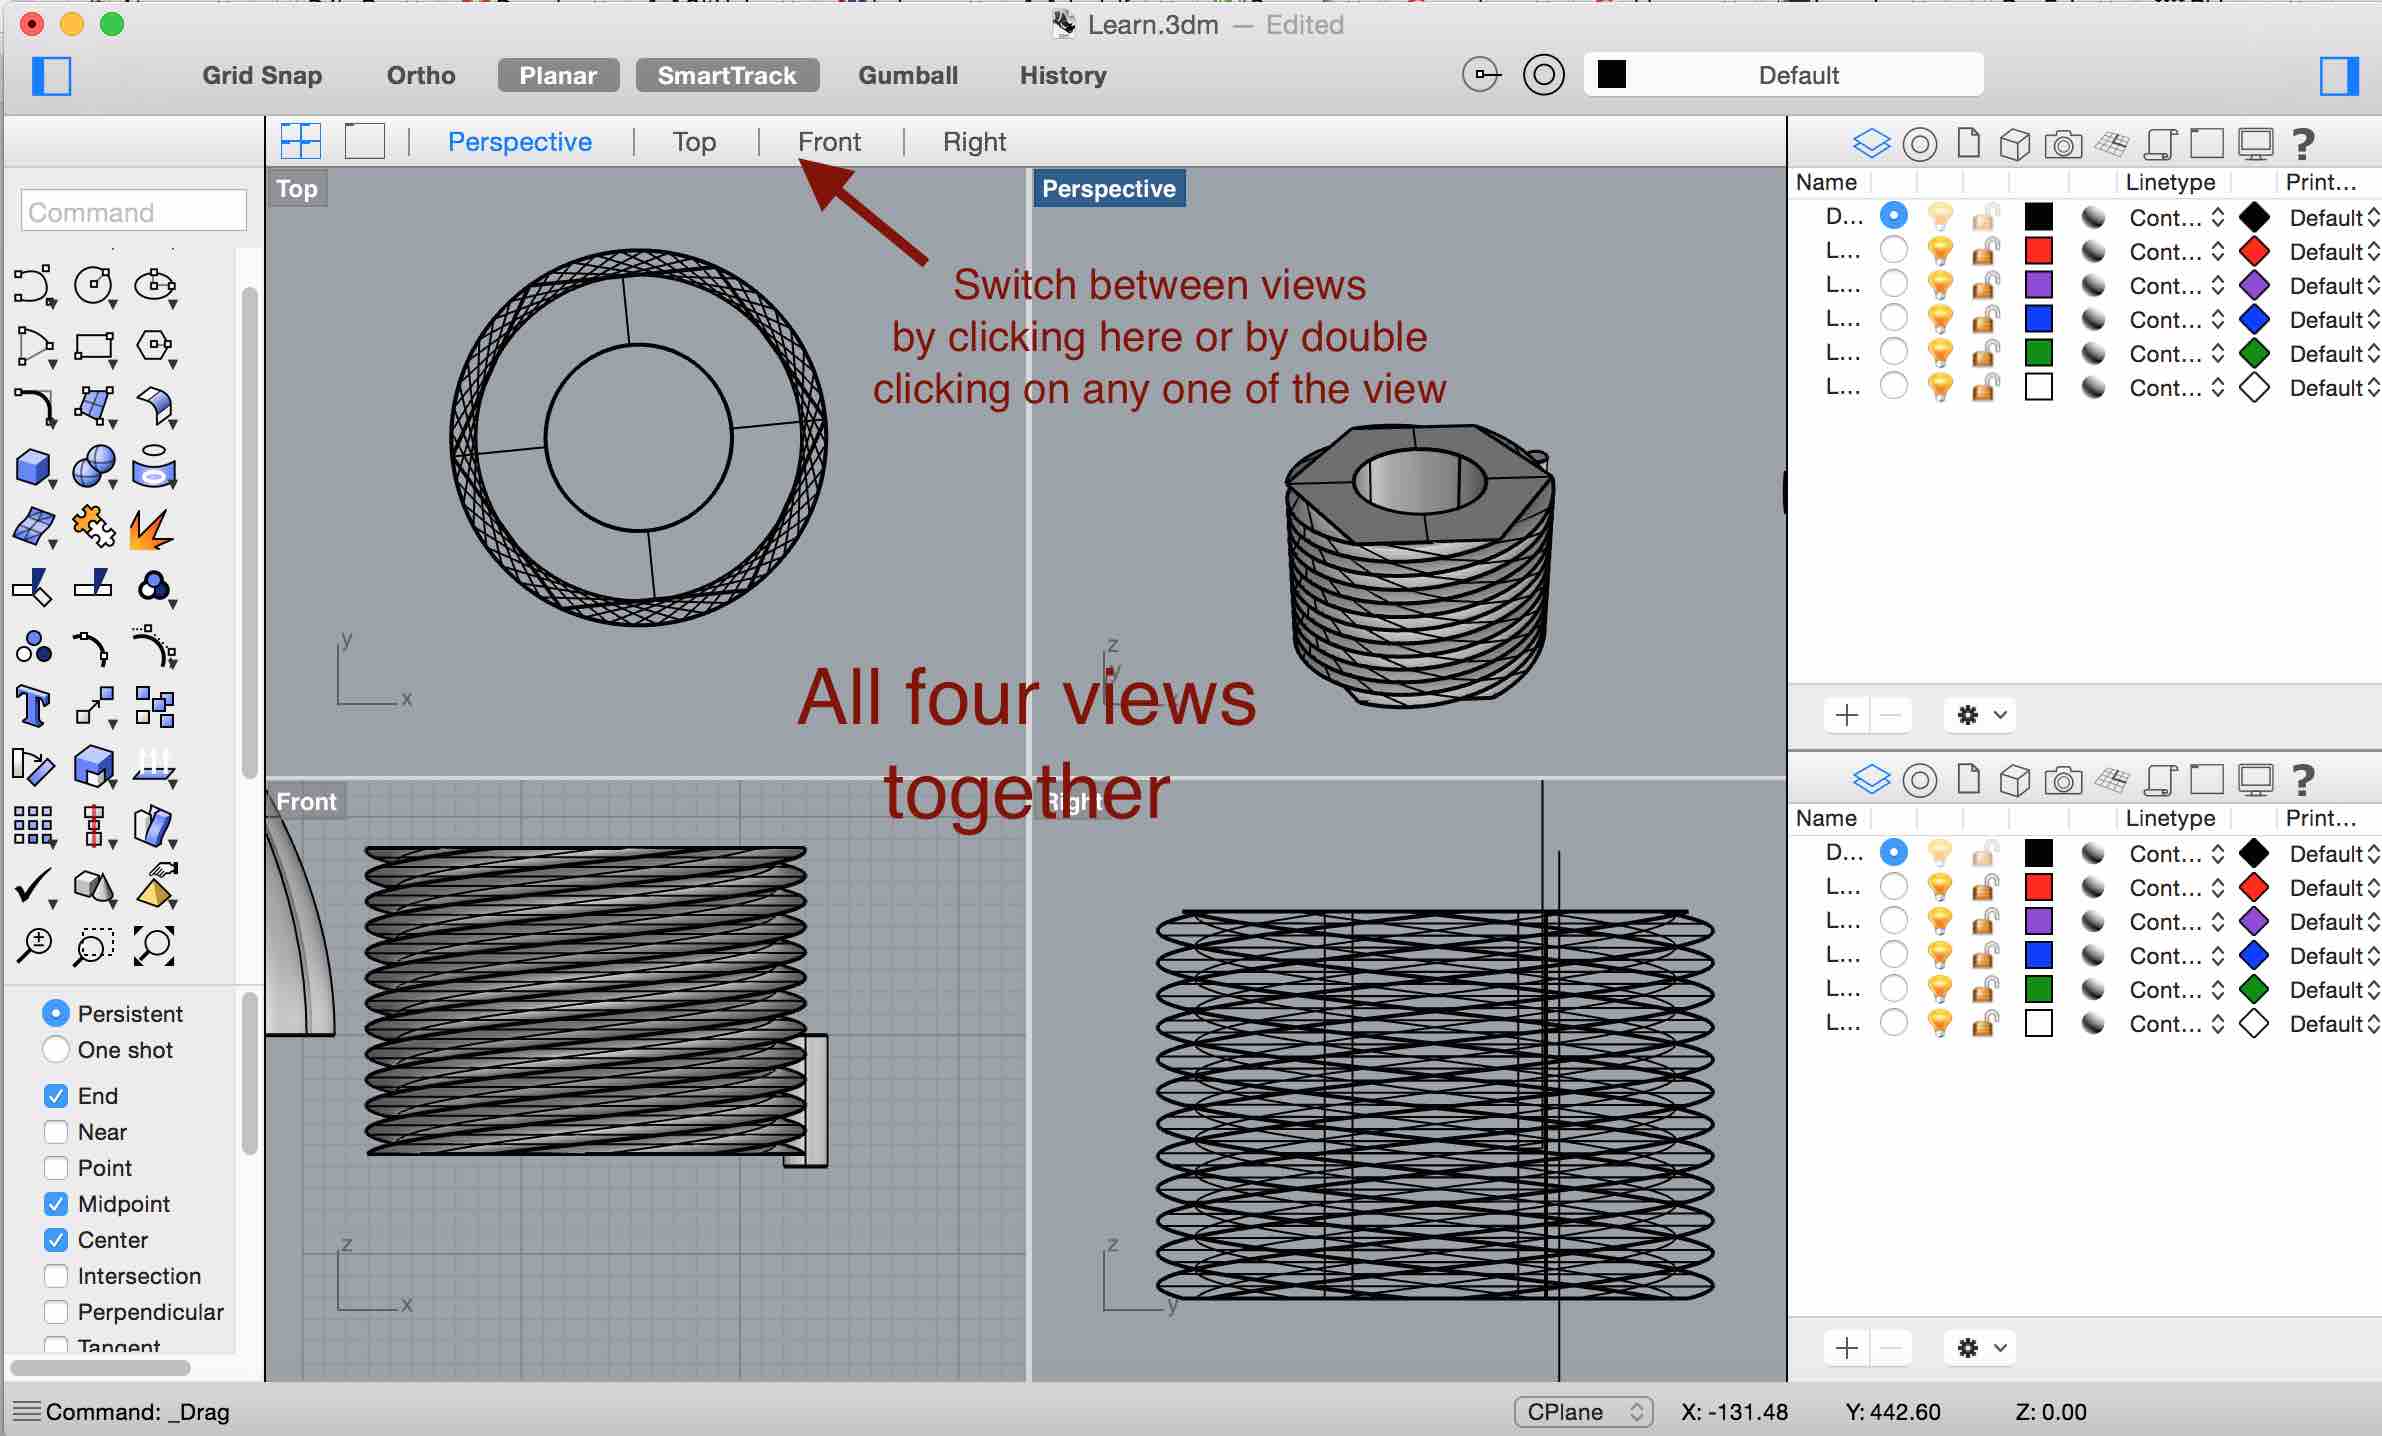 Learn.3dm — Edited
Grid Snap Ortho Planar SmartTrack Gumball History Default
Perspective Top Front Right
Command
Top
Perspective
Switch between views
by clicking here or by double
clicking on any one of the view
y
x
z
y
All four views
together
Front
Right
z
x
z
y
Persistent
One shot
End
Near
Point
Midpoint
Center
Intersection
Perpendicular
Tangent
?
Name Linetype Print...
D... Cont... Default
L... Cont... Default
L... Cont... Default
L... Cont... Default
L... Cont... Default
L... Cont... Default
?
Name Linetype Print...
D... Cont... Default
L... Cont... Default
L... Cont... Default
L... Cont... Default
L... Cont... Default
L... Cont... Default
Command: _Drag CPlane X: -131.48 Y: 442.60 Z: 0.00